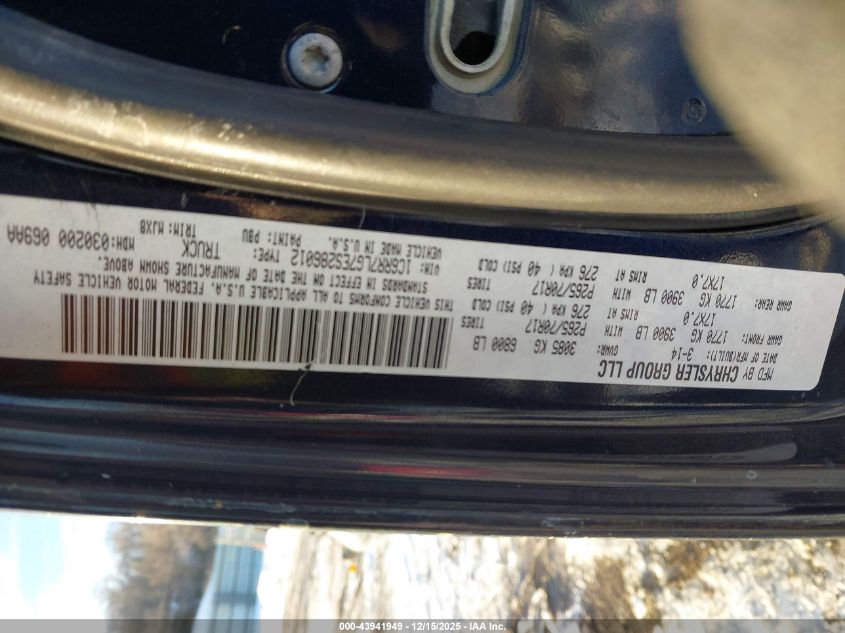 MFD BY CHRYSLER GROUP LLC
DATE OF MFR(BUILT): 3-14
GVWR: 3085 KG 6800 LB
GAWR FRONT: 1770 KG 3900 LB WITH P265/70R17 TIRES
17X7.0 RIMS AT 276 KPA ( 40 PSI) COLD
GAWR REAR: 1770 KG 3900 LB WITH P265/70R17 TIRES
17X7.0 RIMS AT 276 KPA ( 40 PSI) COLD
THIS VEHICLE CONFORMS TO ALL APPLICABLE U.S.A. FEDERAL MOTOR VEHICLE SAFETY
STANDARDS IN EFFECT ON THE DATE OF MANUFACTURE SHOWN ABOVE.
VIN: 1C6RR7LG7ES286012 TYPE: TRUCK MDH:030200 069AA
VEHICLE MADE IN U.S.A. PAINT: PBU TRIM: MJX8
000-43941949 - 12/15/2025 - IAA Inc.